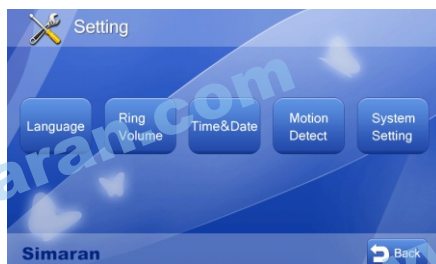 Setting
Language
Ring
Volume
Time&Date
Motion
Detect
System
Setting
Simaran
Back